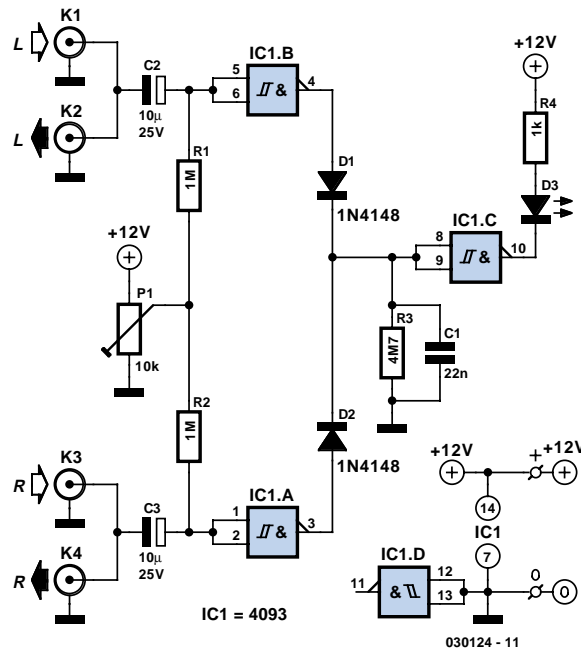 K1
L
C2
10µ
25V
K2
L
IC1.B
5
6
4
&
R1
1M
D1
1N4148
+12V
R4
1k
D3
IC1.C
8
9
10
&
+12V
P1
10k
R3
4M7
C1
22n
R2
1M
D2
1N4148
K3
R
C3
10µ
25V
K4
R
IC1.A
1
2
3
&
IC1 = 4093
+12V
+
+12V
14
IC1
7
IC1.D
11
12
13
&
0
0
030124 - 11